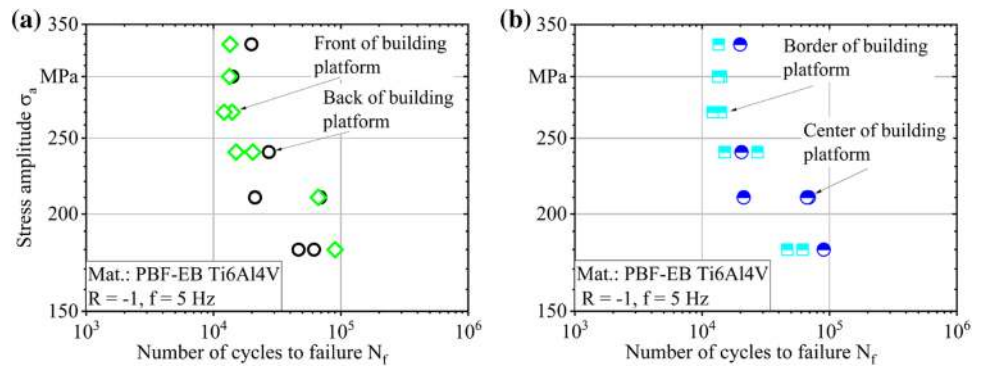 (a)
350
MPa
250
200
150
Stress amplitude σa
Front of building
platform
Back of building
platform
Mat.: PBF-EB Ti6Al4V
R = -1, f = 5 Hz
10³ 10⁴ 10⁵ 10⁶
Number of cycles to failure Nf
(b)
350
MPa
250
200
150
Border of building
platform
Center of building
platform
Mat.: PBF-EB Ti6Al4V
R = -1, f = 5 Hz
10³ 10⁴ 10⁵ 10⁶
Number of cycles to failure Nf